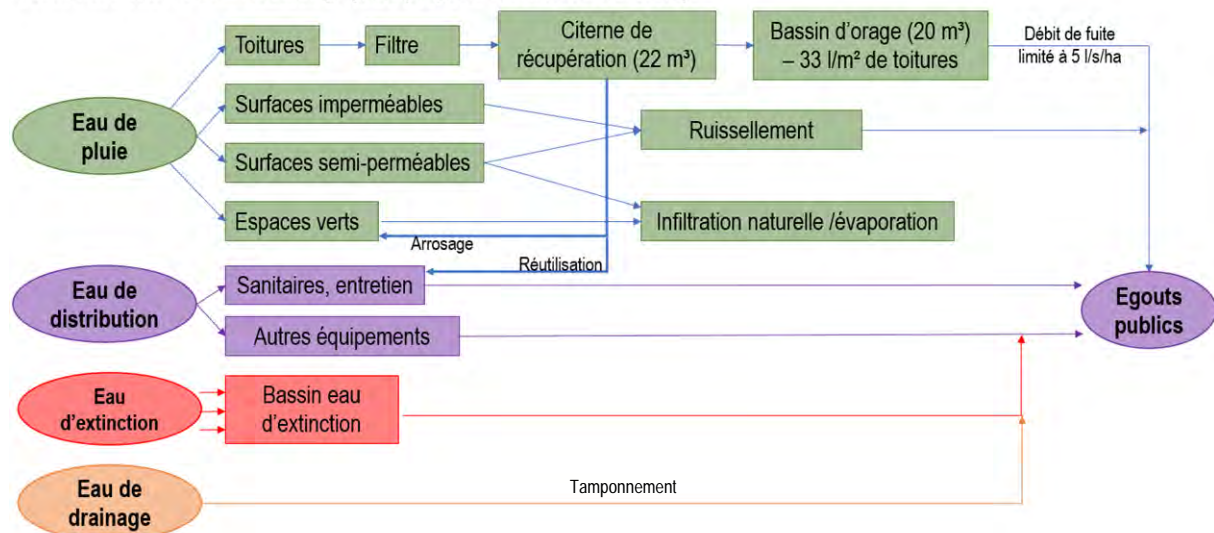 Toitures
Filtre
Citerne de
récupération (22 m³)
Bassin d'orage (20 m³)
– 33 l/m² de toitures
Débit de fuite
limité à 5 l/s/ha
Eau de
pluie
Surfaces imperméables
Surfaces semi-perméables
Ruissellement
Espaces verts
Infiltration naturelle /évaporation
Arrosage
Réutilisation
Eau de
distribution
Sanitaires, entretien
Autres équipements
Egouts
publics
Eau
d'extinction
Bassin eau
d'extinction
Eau de
drainage
Tamponnement